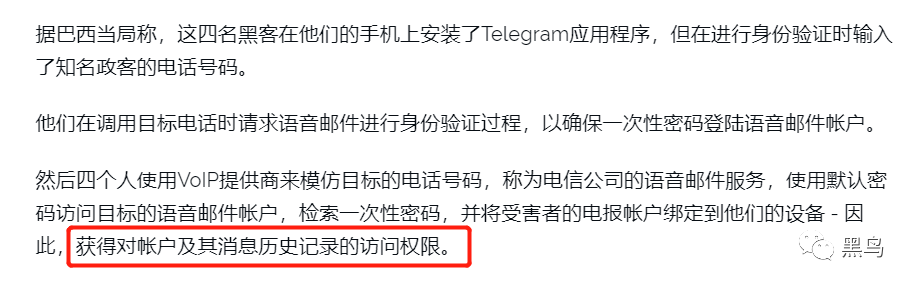 据巴西当局称，这四名黑客在他们的手机上安装了Telegram应用程序，但在进行身份验证时输入
了知名政客的电话号码。
他们在调用目标电话时请求语音邮件进行身份验证过程，以确保一次性密码登陆语音邮件帐户。
然后四个人使用VoIP提供商来模仿目标的电话号码，称为电信公司的语音邮件服务，使用默认密
码访问目标的语音邮件帐户，检索一次性密码，并将受害者的电报帐户绑定到他们的设备 - 因
此，获得对帐户及其消息历史记录的访问权限。
黑鸟